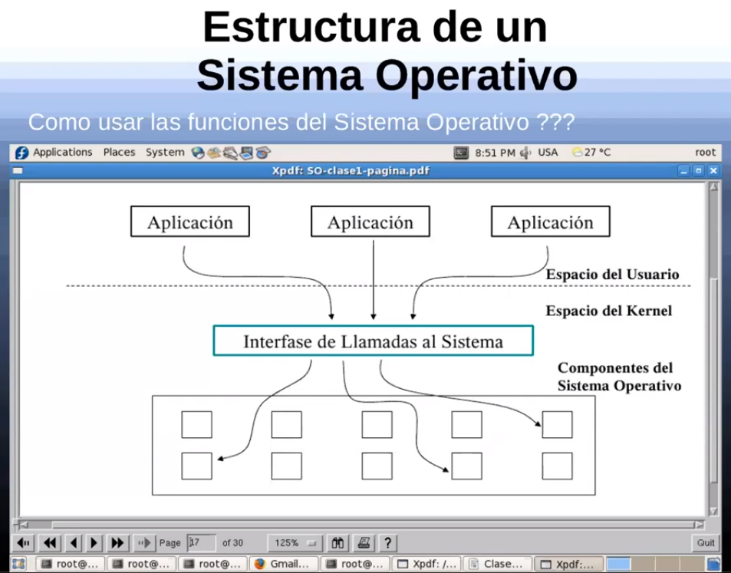 Estructura de un
Sistema Operativo
Como usar las funciones del Sistema Operativo ???
Applications Places System 8:51 PM USA 27 °C root
Xpdf: SO-clase1-pagina.pdf
Aplicación Aplicación Aplicación
Espacio del Usuario
Espacio del Kernel
Interfase de Llamadas al Sistema
Componentes del
Sistema Operativo
Page 17 of 30 125% ? Quit
root@... root@... root@... Gmail... root@... Xpdf: /... Clase... Xpdf:...